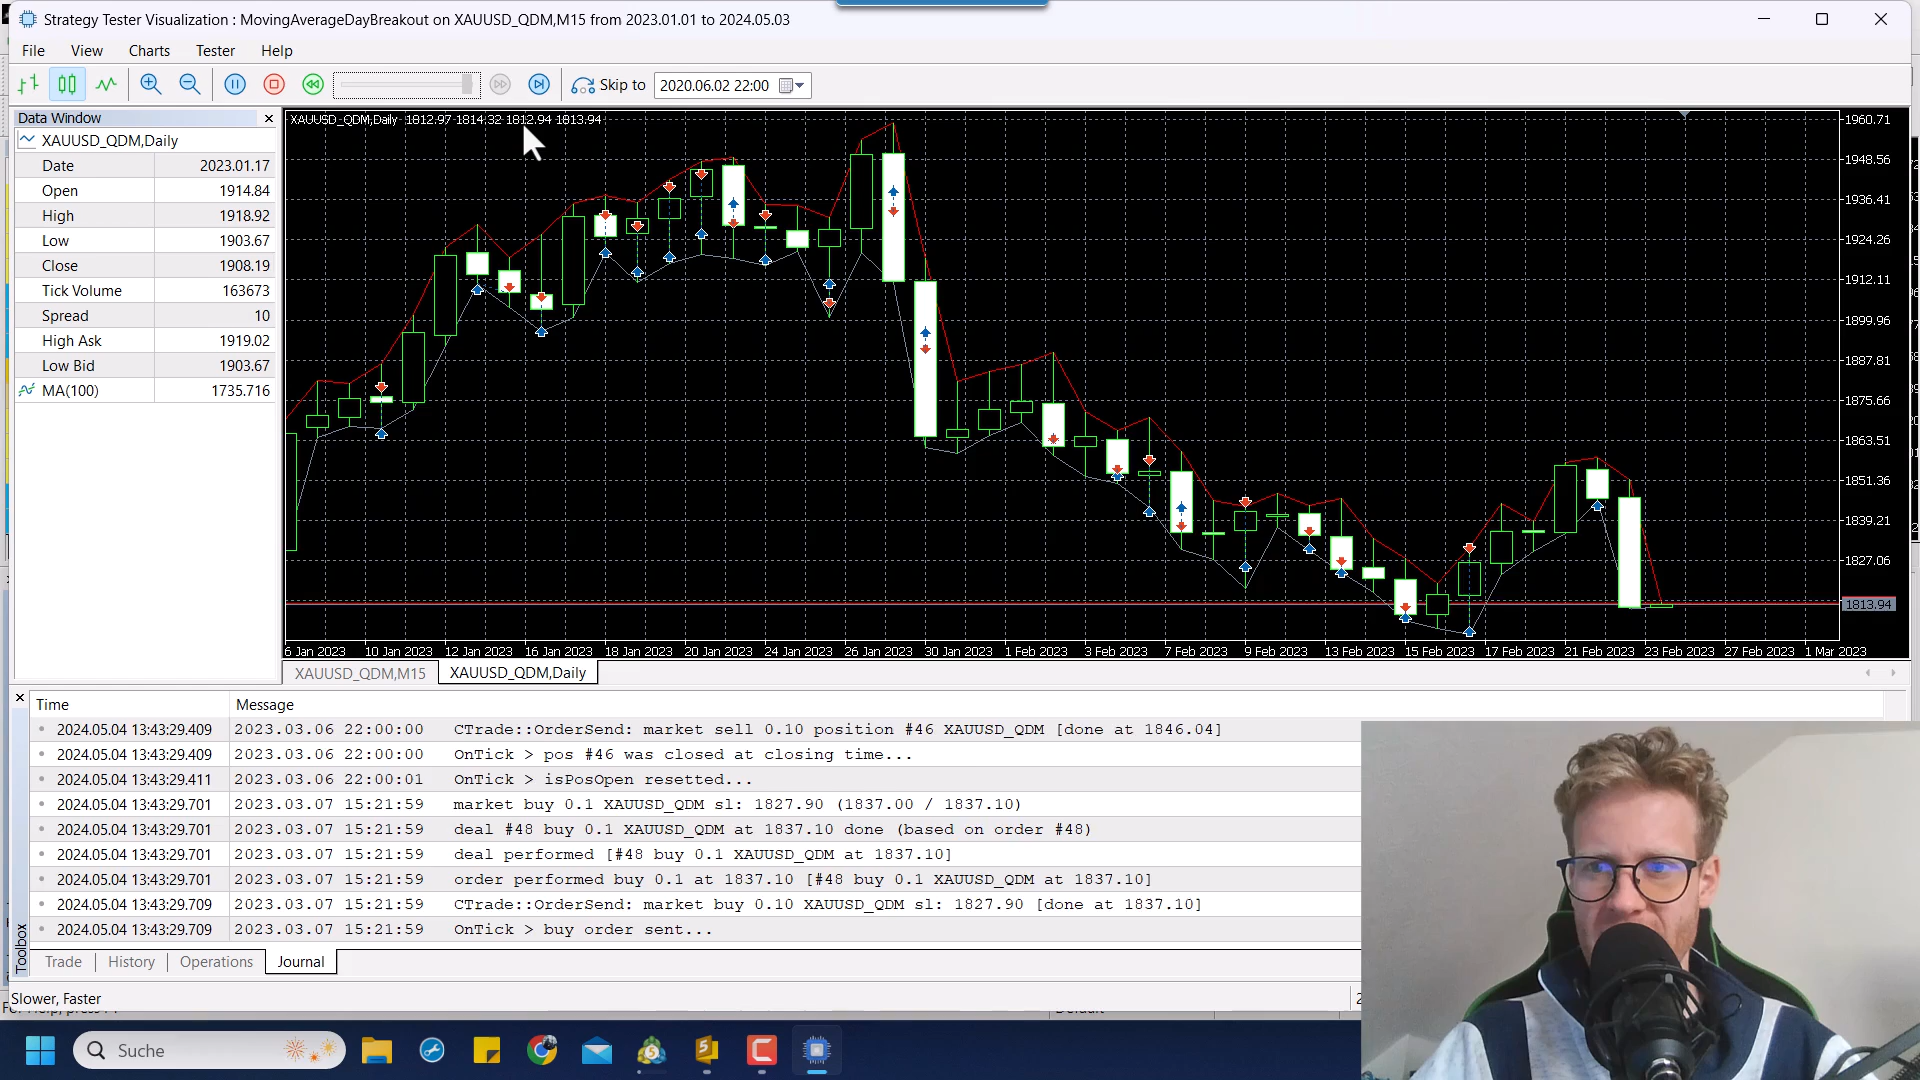 Strategy Tester Visualization : MovingAverageDayBreakout on XAUUSD_QDM,M15 from 2023.01.01 to 2024.05.03
File View Charts Tester Help
Skip to 2020.06.02 22:00
Data Window
XAUUSD_QDM,Daily
Date 2023.01.17
Open 1914.84
High 1918.92
Low 1903.67
Close 1908.19
Tick Volume 163673
Spread 10
High Ask 1919.02
Low Bid 1903.67
MA(100) 1735.716
XAUUSD_QDM,Daily 1812.97 1814.32 1812.94 1813.94
1960.71
1948.56
1936.41
1924.26
1912.11
1899.96
1887.81
1875.66
1863.51
1851.36
1839.21
1827.06
1813.94
6 Jan 2023 10 Jan 2023 12 Jan 2023 16 Jan 2023 18 Jan 2023 20 Jan 2023 24 Jan 2023 26 Jan 2023 30 Jan 2023 1 Feb 2023 3 Feb 2023 7 Feb 2023 9 Feb 2023 13 Feb 2023 15 Feb 2023 17 Feb 2023 21 Feb 2023 23 Feb 2023 27 Feb 2023 1 Mar 2023
XAUUSD_QDM,M15 XAUUSD_QDM,Daily
Time Message
2024.05.04 13:43:29.409 2023.03.06 22:00:00 CTrade::OrderSend: market sell 0.10 position #46 XAUUSD_QDM [done at 1846.04]
2024.05.04 13:43:29.409 2023.03.06 22:00:00 OnTick > pos #46 was closed at closing time...
2024.05.04 13:43:29.411 2023.03.06 22:00:01 OnTick > isPosOpen resetted...
2024.05.04 13:43:29.701 2023.03.07 15:21:59 market buy 0.1 XAUUSD_QDM sl: 1827.90 (1837.00 / 1837.10)
2024.05.04 13:43:29.701 2023.03.07 15:21:59 deal #48 buy 0.1 XAUUSD_QDM at 1837.10 done (based on order #48)
2024.05.04 13:43:29.701 2023.03.07 15:21:59 deal performed [#48 buy 0.1 XAUUSD_QDM at 1837.10]
2024.05.04 13:43:29.701 2023.03.07 15:21:59 order performed buy 0.1 at 1837.10 [#48 buy 0.1 XAUUSD_QDM at 1837.10]
2024.05.04 13:43:29.709 2023.03.07 15:21:59 CTrade::OrderSend: market buy 0.10 XAUUSD_QDM sl: 1827.90 [done at 1837.10]
2024.05.04 13:43:29.709 2023.03.07 15:21:59 OnTick > buy order sent...
Toolbox
Trade History Operations Journal
Slower, Faster
Suche